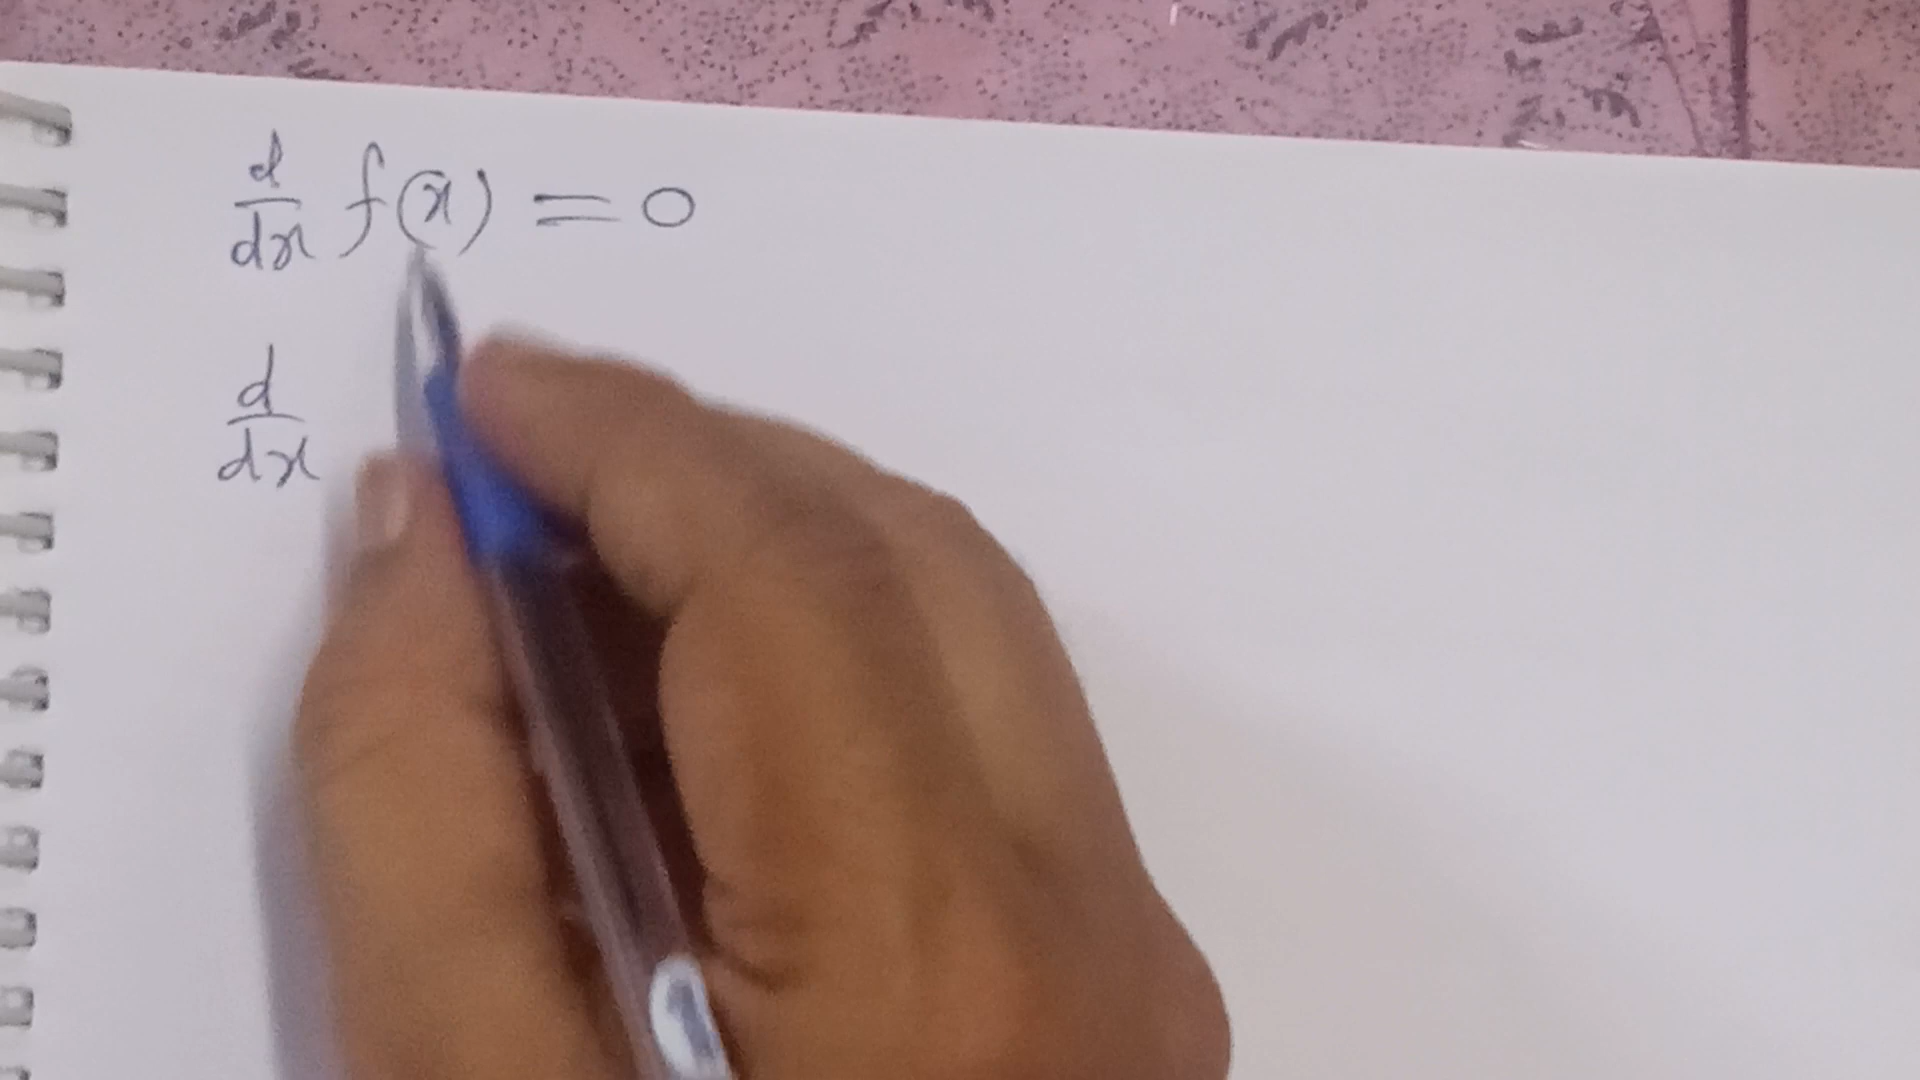 d/dx f(x) = 0
d/dx